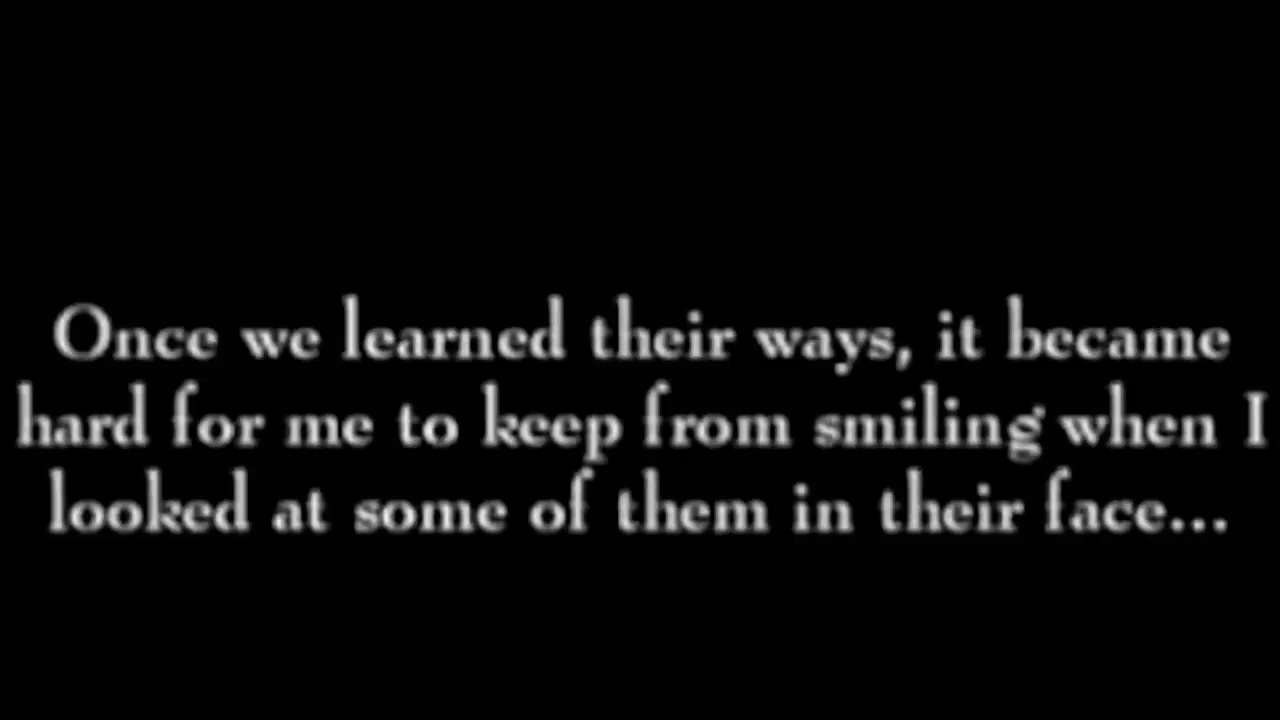 Once we learned their ways, it became
hard for me to keep from smiling when I
looked at some of them in their face...